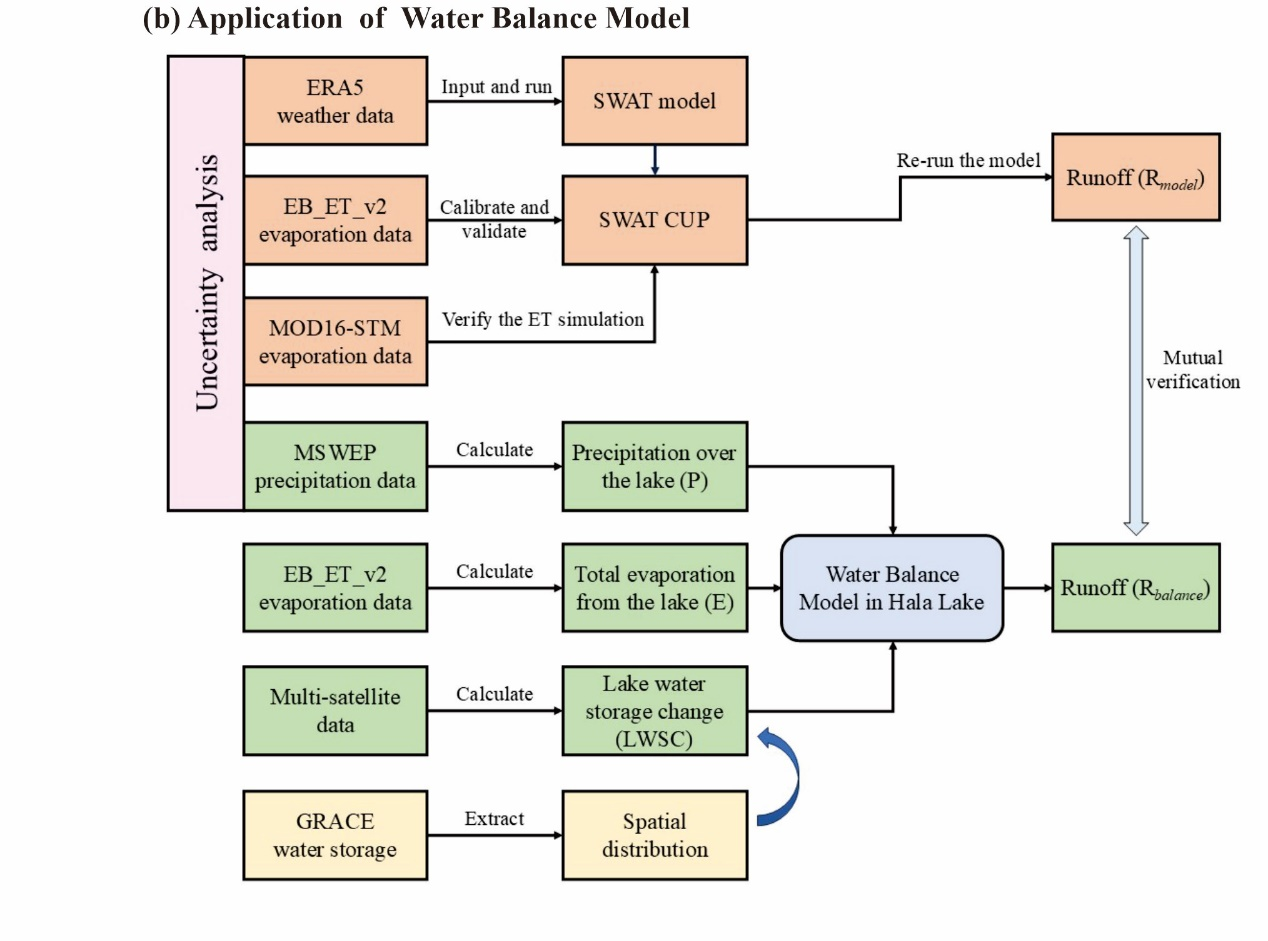 (b) Application of Water Balance Model
Uncertainty analysis
ERA5
weather data
Input and run
SWAT model
EB_ET_v2
evaporation data
Calibrate and
validate
SWAT CUP
Re-run the model
Runoff (Rmodel)
MOD16-STM
evaporation data
Verify the ET simulation
Mutual
verification
MSWEP
precipitation data
Calculate
Precipitation over
the lake (P)
EB_ET_v2
evaporation data
Calculate
Total evaporation
from the lake (E)
Water Balance
Model in Hala Lake
Runoff (Rbalance)
Multi-satellite
data
Calculate
Lake water
storage change
(LWSC)
GRACE
water storage
Extract
Spatial
distribution